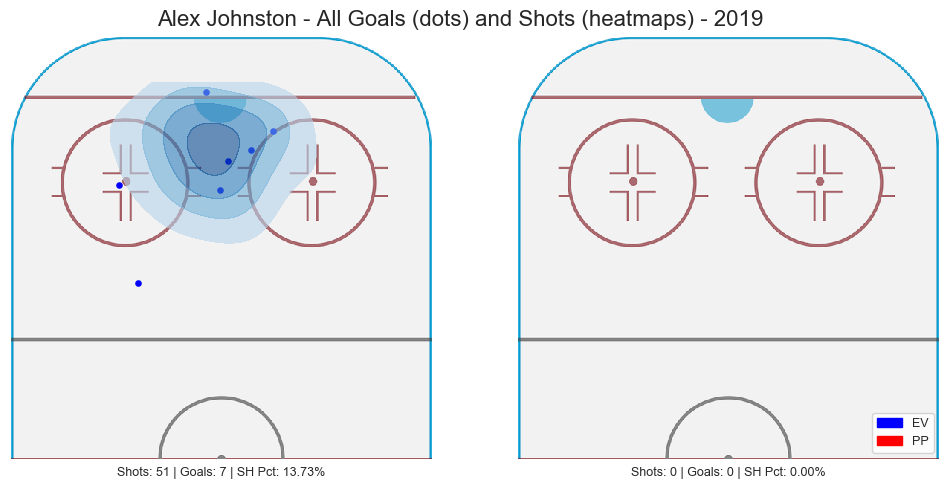 Alex Johnston - All Goals (dots) and Shots (heatmaps) - 2019
EV
PP
Shots: 51 | Goals: 7 | SH Pct: 13.73%
Shots: 0 | Goals: 0 | SH Pct: 0.00%